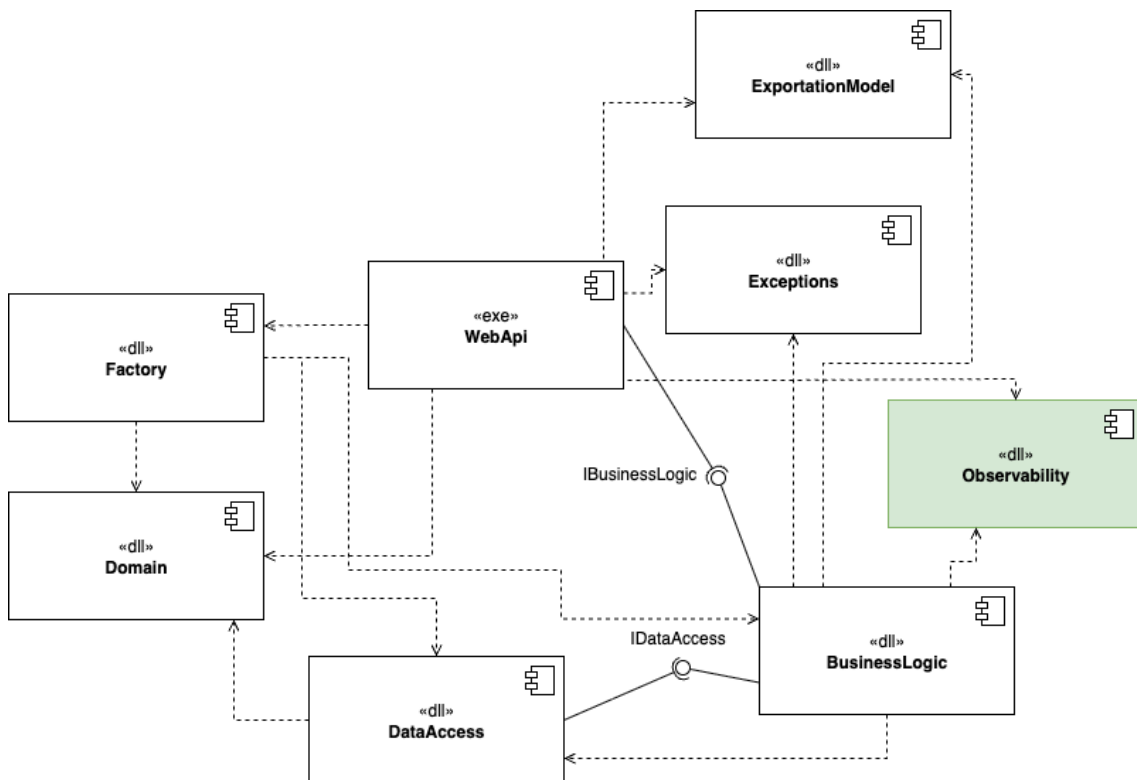 «dll»
ExportationModel
«dll»
Exceptions
«exe»
WebApi
«dll»
Factory
IBusinessLogic
«dll»
Observability
«dll»
Domain
IDataAccess
«dll»
BusinessLogic
«dll»
DataAccess